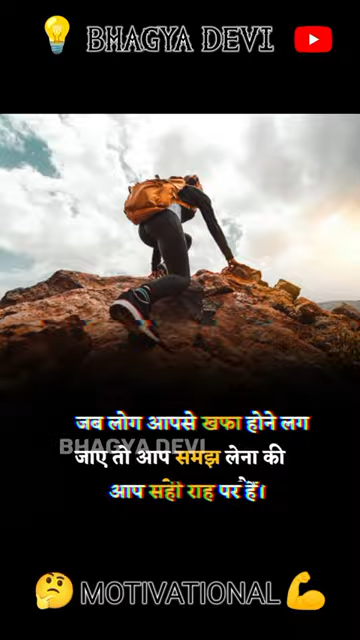 BHAGYA DEVI
जब लोग आपसे खफा होने लग
BHAGYA DEVI
जाए तो आप समझ लेना की
आप सही राह पर हैं।
MOTIVATIONAL